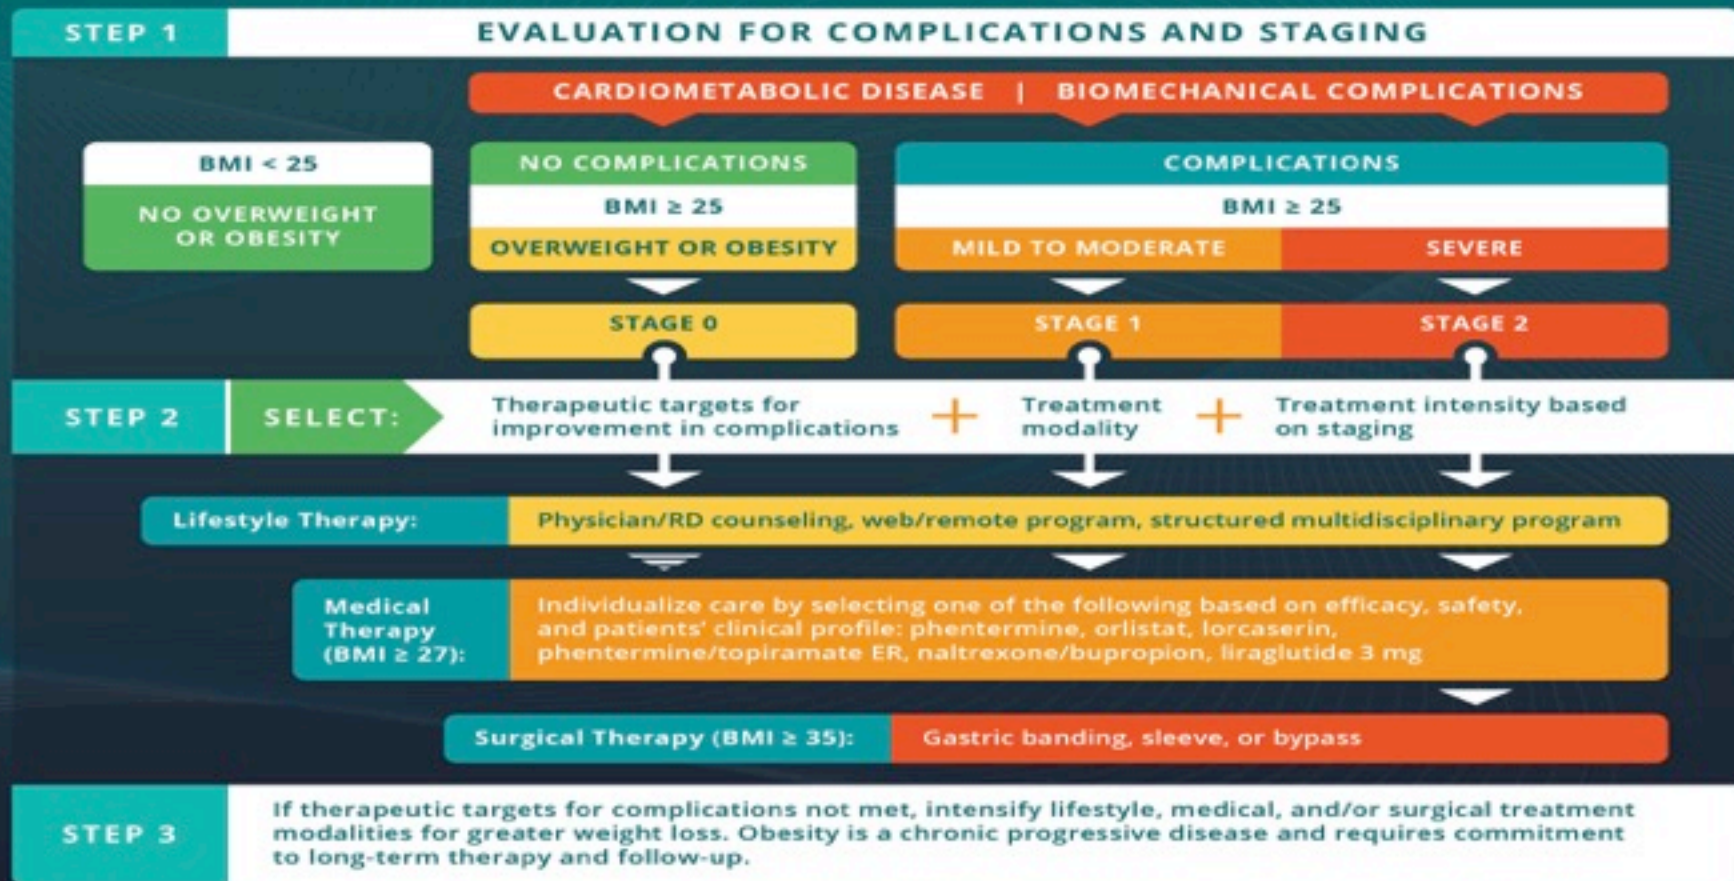 STEP 1
EVALUATION FOR COMPLICATIONS AND STAGING
CARDIOMETABOLIC DISEASE | BIOMECHANICAL COMPLICATIONS
BMI < 25
NO OVERWEIGHT
OR OBESITY
NO COMPLICATIONS
BMI ≥ 25
OVERWEIGHT OR OBESITY
COMPLICATIONS
BMI ≥ 25
MILD TO MODERATE
SEVERE
STAGE 0
STAGE 1
STAGE 2
STEP 2
SELECT:
Therapeutic targets for
improvement in complications
+
Treatment
modality
+
Treatment intensity based
on staging
Lifestyle Therapy:
Physician/RD counseling, web/remote program, structured multidisciplinary program
Medical
Therapy
(BMI ≥ 27):
Individualize care by selecting one of the following based on efficacy, safety,
and patients' clinical profile: phentermine, orlistat, lorcaserin,
phentermine/topiramate ER, naltrexone/bupropion, liraglutide 3 mg
Surgical Therapy (BMI ≥ 35):
Gastric banding, sleeve, or bypass
STEP 3
If therapeutic targets for complications not met, intensify lifestyle, medical, and/or surgical treatment
modalities for greater weight loss. Obesity is a chronic progressive disease and requires commitment
to long-term therapy and follow-up.